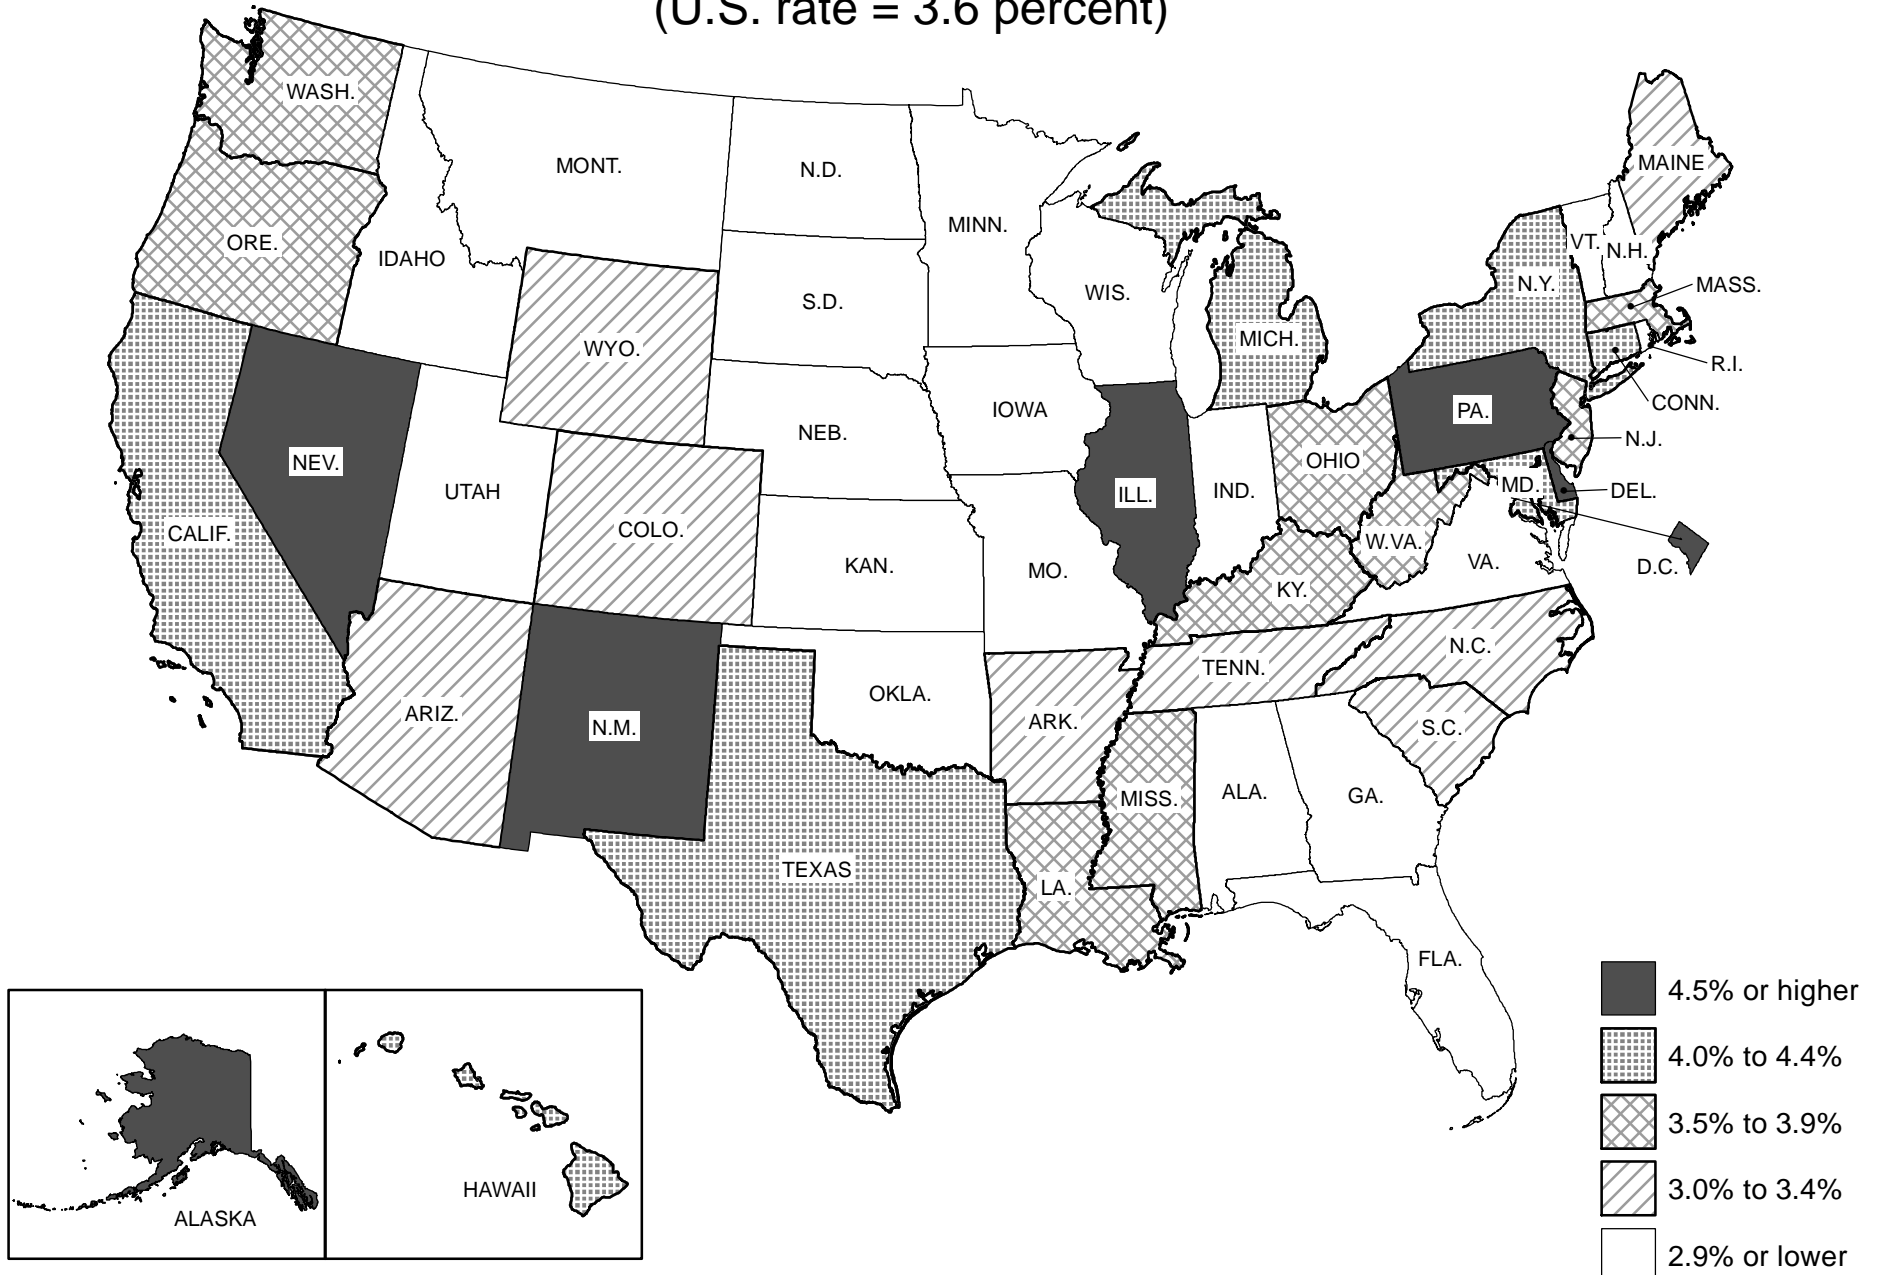 (U.S. rate = 3.6 percent)
WASH.
MONT.
N.D.
MINN.
MAINE
ORE.
IDAHO
VT.
N.H.
S.D.
WIS.
N.Y.
MASS.
WYO.
MICH.
R.I.
IOWA
PA.
CONN.
NEB.
N.J.
NEV.
UTAH
ILL.
IND.
OHIO
MD.
DEL.
CALIF.
COLO.
W.VA.
KAN.
MO.
VA.
D.C.
KY.
N.C.
TENN.
OKLA.
ARIZ.
N.M.
ARK.
S.C.
MISS.
ALA.
GA.
TEXAS
LA.
FLA.
HAWAII
ALASKA
4.5% or higher
4.0% to 4.4%
3.5% to 3.9%
3.0% to 3.4%
2.9% or lower